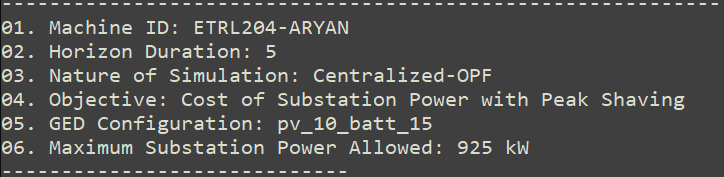 ------------------------------------------------------------
01. Machine ID: ETRL204-ARYAN
02. Horizon Duration: 5
03. Nature of Simulation: Centralized-OPF
04. Objective: Cost of Substation Power with Peak Shaving
05. GED Configuration: pv_10_batt_15
06. Maximum Substation Power Allowed: 925 kW
-----------------------------